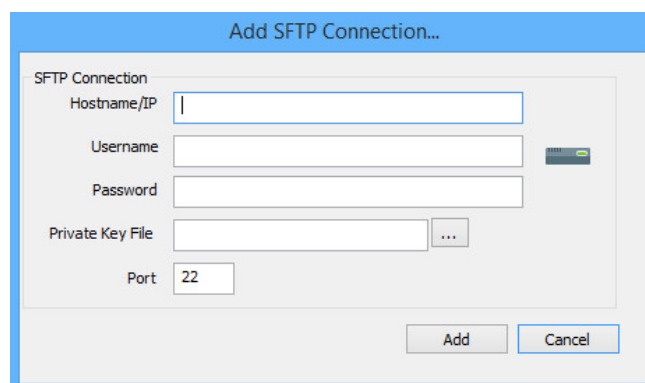 Add SFTP Connection...
SFTP Connection
Hostname/IP
Username
Password
Private Key File
...
Port 22
Add Cancel